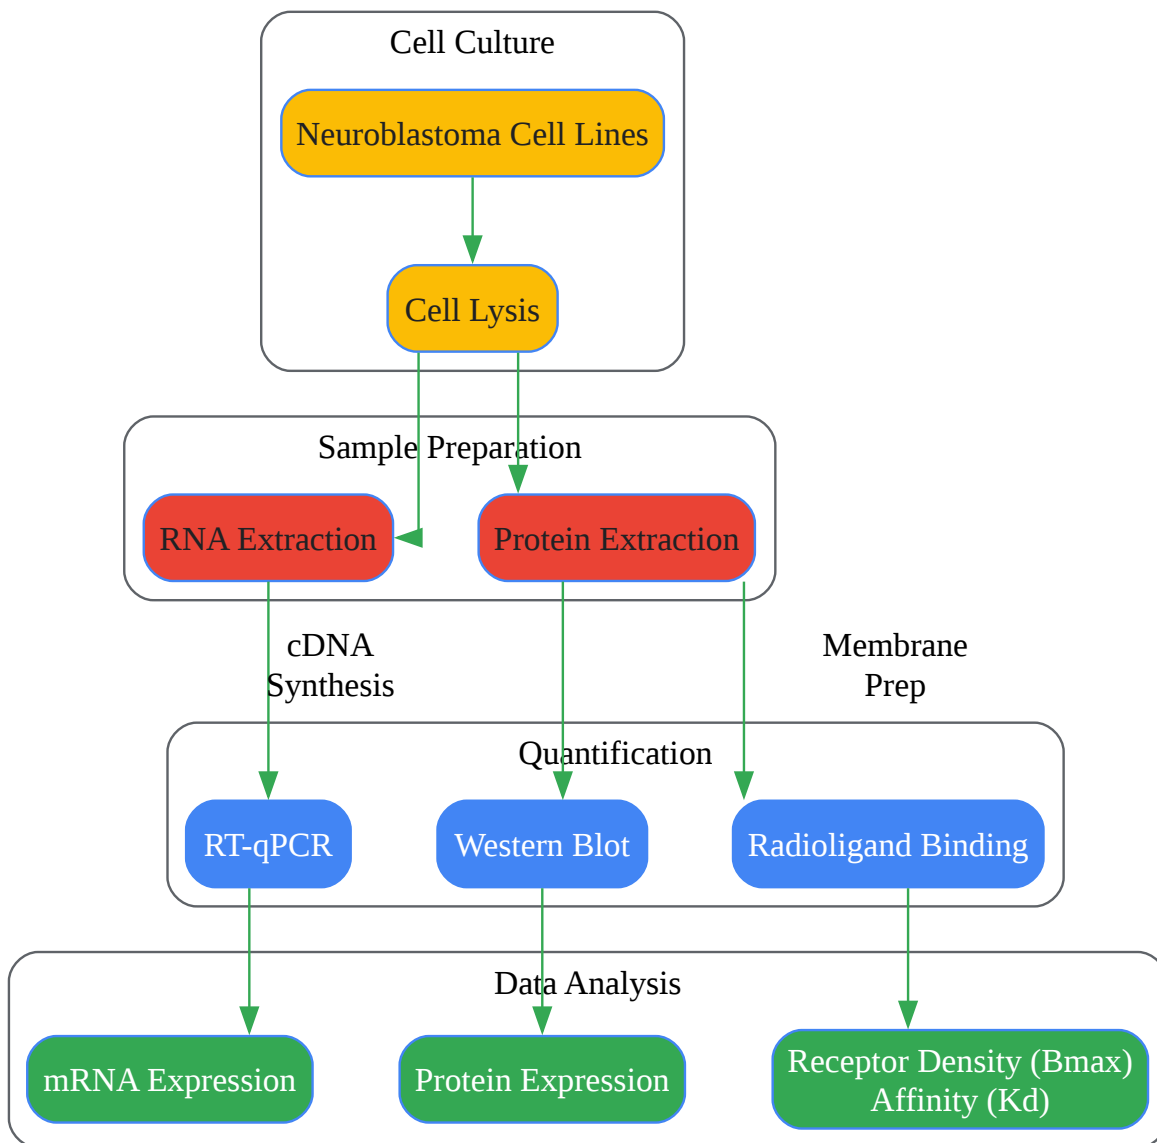 Cell Culture
Neuroblastoma Cell Lines
Cell Lysis
Sample Preparation
RNA Extraction
Protein Extraction
cDNA
Synthesis
Membrane
Prep
Quantification
RT-qPCR
Western Blot
Radioligand Binding
Data Analysis
mRNA Expression
Protein Expression
Receptor Density (Bmax)
Affinity (Kd)